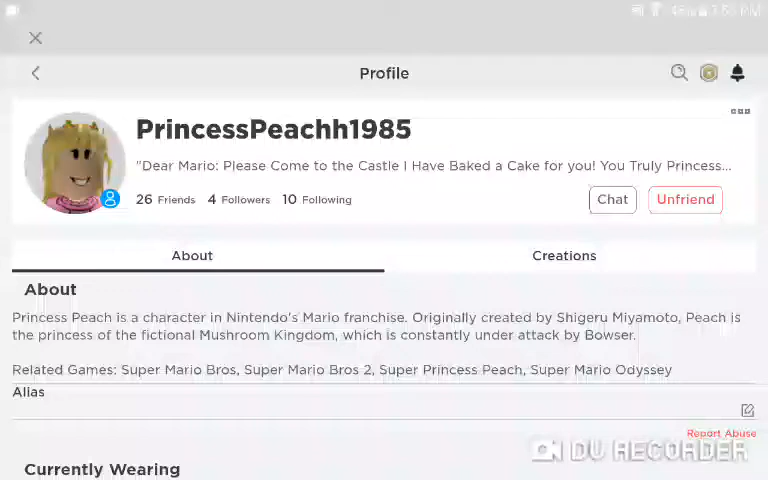 Profile
PrincessPeachh1985
"Dear Mario: Please Come to the Castle I Have Baked a Cake for you! You Truly Princess...
26 Friends 4 Followers 10 Following
Chat Unfriend
About Creations
About
Princess Peach is a character in Nintendo's Mario franchise. Originally created by Shigeru Miyamoto, Peach is
the princess of the fictional Mushroom Kingdom, which is constantly under attack by Bowser.
Related Games: Super Mario Bros, Super Mario Bros 2, Super Princess Peach, Super Mario Odyssey
Alias
Report Abuse
DU RECORDER
Currently Wearing